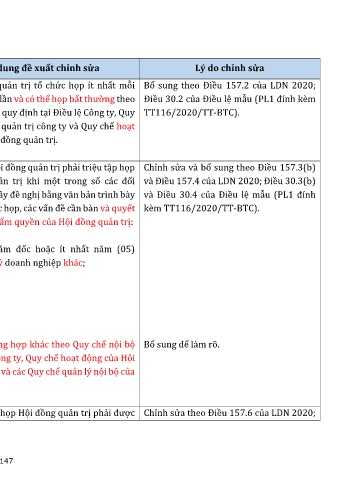 dung đề xuất chỉnh sửa
Lý do chỉnh sửa
quản trị tổ chức họp ít nhất mỗi
lần và có thể họp bất thường theo
quy định tại Điều lệ Công ty, Quy
quản trị công ty và Quy chế hoạt
đồng quản trị.
Bổ sung theo Điều 157.2 của LDN 2020;
Điều 30.2 của Điều lệ mẫu (PL1 đính kèm
TT116/2020/TT-BTC).
i đồng quản trị phải triệu tập họp
ản trị khi một trong số các đối
ây đề nghị bằng văn bản trình bày
c họp, các vấn đề cần bàn và quyết
ẩm quyền của Hội đồng quản trị:
ám đốc hoặc ít nhất năm (05)
ý doanh nghiệp khác;
Chỉnh sửa và bổ sung theo Điều 157.3(b)
và Điều 157.4 của LDN 2020; Điều 30.3(b)
và Điều 30.4 của Điều lệ mẫu (PL1 đính
kèm TT116/2020/TT-BTC).
ng hợp khác theo Quy chế nội bộ
ông ty, Quy chế hoạt động của Hội
và các Quy chế quản lý nội bộ của
Bổ sung để làm rõ.
họp Hội đồng quản trị phải được
Chỉnh sửa theo Điều 157.6 của LDN 2020;
147